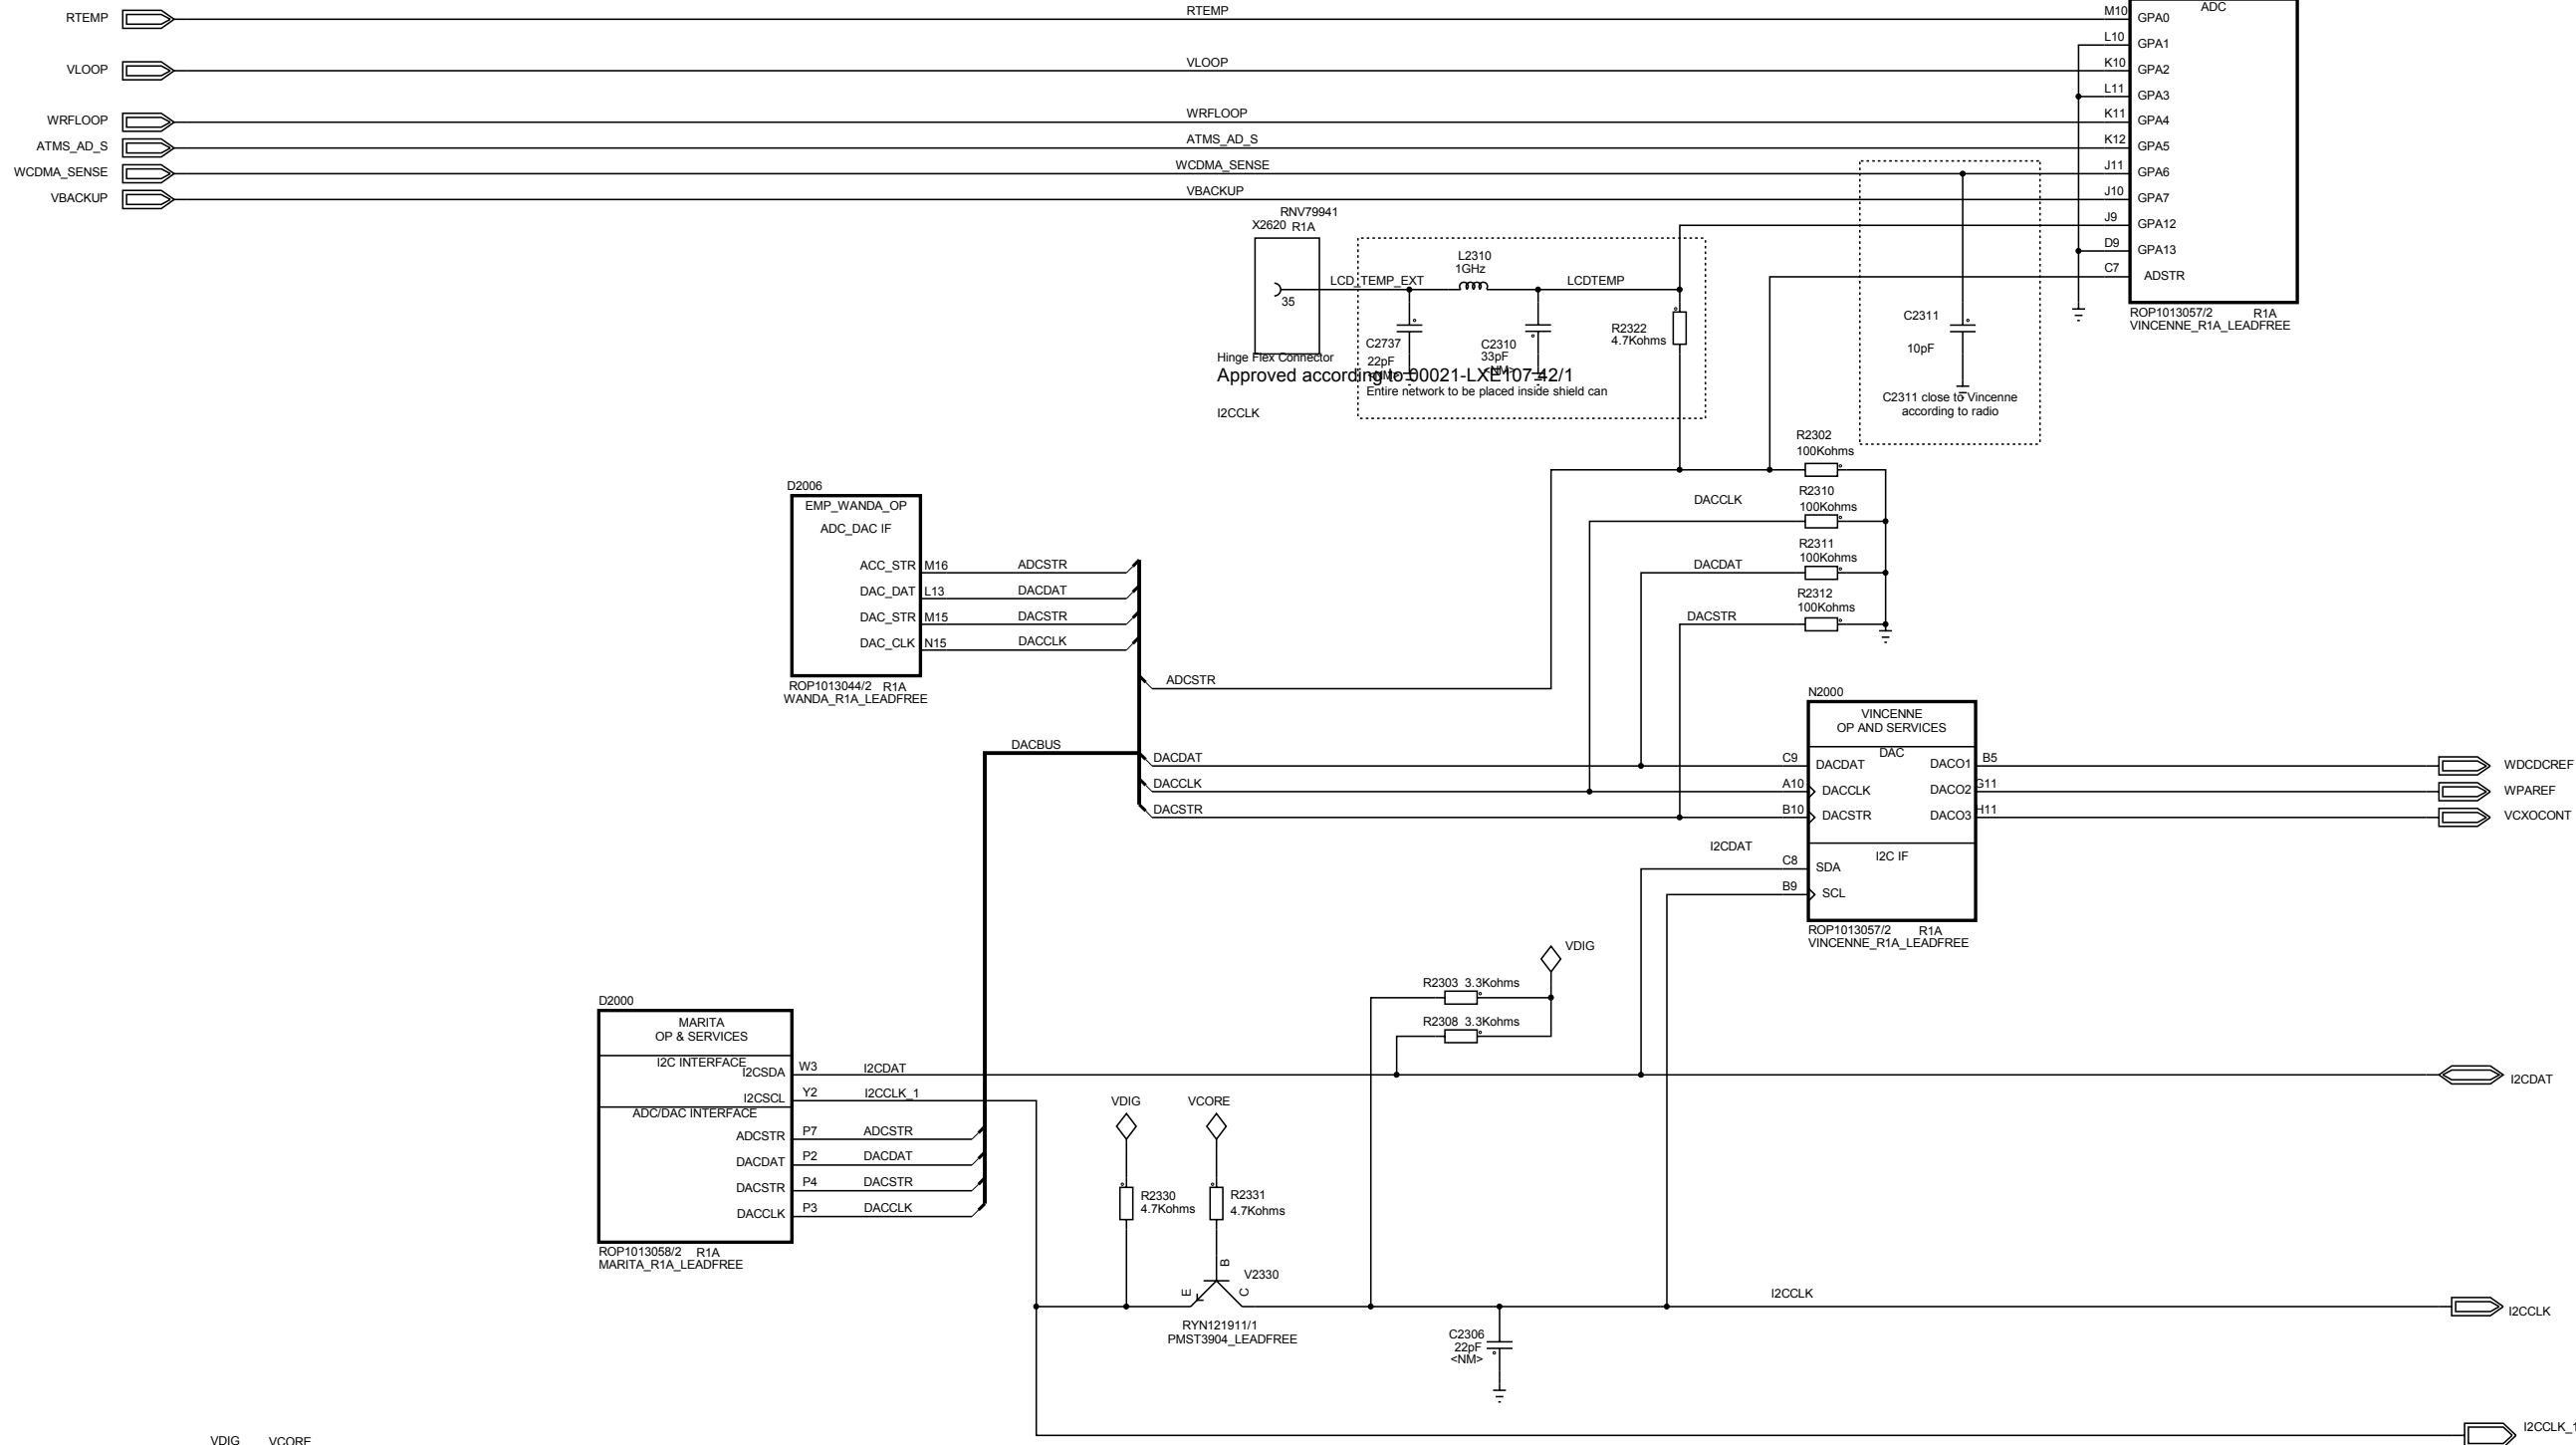 RTEMP
RTEMP
M10
GPA0
ADC
L10
GPA1
VLOOP
VLOOP
K10
GPA2
L11
GPA3
WRFLOOP
WRFLOOP
K11
GPA4
ATMS_AD_S
ATMS_AD_S
K12
GPA5
WCDMA_SENSE
WCDMA_SENSE
J11
GPA6
VBACKUP
VBACKUP
J10
GPA7
J9
GPA12
D9
GPA13
C7
ADSTR
ROP1013057/2 R1A
VINCENNE_R1A_LEADFREE
RNV79941
X2620 R1A
35
LCD_TEMP_EXT
L2310
1GHz
LCDTEMP
C2737
22pF
<NM>
C2310
33pF
<NM>
R2322
4.7Kohms
Hinge Flex Connector
Approved according to 00021-LXE107 42/1
Entire network to be placed inside shield can
I2CCLK
C2311
10pF
C2311 close to Vincenne
according to radio
R2302
100Kohms
DACCLK
R2310
100Kohms
DACDAT
R2311
100Kohms
DACSTR
R2312
100Kohms
D2006
EMP_WANDA_OP
ADC_DAC IF
ACC_STR M16 ADCSTR
DAC_DAT L13 DACDAT
DAC_STR M15 DACSTR
DAC_CLK N15 DACCLK
ROP1013044/2 R1A
WANDA_R1A_LEADFREE
ADCSTR
DACBUS
DACDAT
DACCLK
DACSTR
N2000
VINCENNE
OP AND SERVICES
DAC
C9 DACDAT
A10 DACCLK
B10 DACSTR
DACO1 B5 WDCDCREF
DACO2 G11 WPAREF
DACO3 H11 VCXOCONT
I2CDAT
I2C IF
C8 SDA
B9 SCL
ROP1013057/2 R1A
VINCENNE_R1A_LEADFREE
VDIG
R2303 3.3Kohms
R2308 3.3Kohms
D2000
MARITA
OP & SERVICES
I2C INTERFACE
I2CSDA W3 I2CDAT
I2CSCL Y2 I2CCLK_1
ADC/DAC INTERFACE
ADCSTR P7 ADCSTR
DACDAT P2 DACDAT
DACSTR P4 DACSTR
DACCLK P3 DACCLK
ROP1013058/2 R1A
MARITA_R1A_LEADFREE
I2CDAT
VDIG
VCORE
R2330
4.7Kohms
R2331
4.7Kohms
B
E
C
V2330
RYN121911/1
PMST3904_LEADFREE
I2CCLK
I2CCLK
C2306
22pF
<NM>
I2CCLK_1
VDIG VCORE